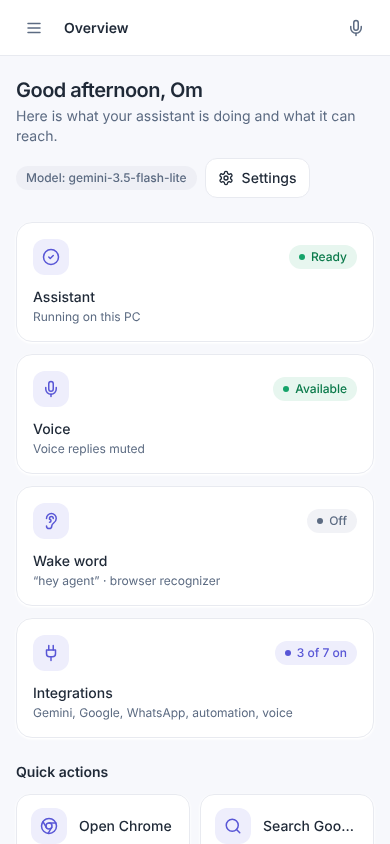 Overview
Good afternoon, Om
Here is what your assistant is doing and what it can
reach.
Model: gemini-3.5-flash-lite
Settings
Ready
Assistant
Running on this PC
Available
Voice
Voice replies muted
Off
Wake word
“hey agent” · browser recognizer
3 of 7 on
Integrations
Gemini, Google, WhatsApp, automation, voice
Quick actions
Open Chrome
Search Goo...